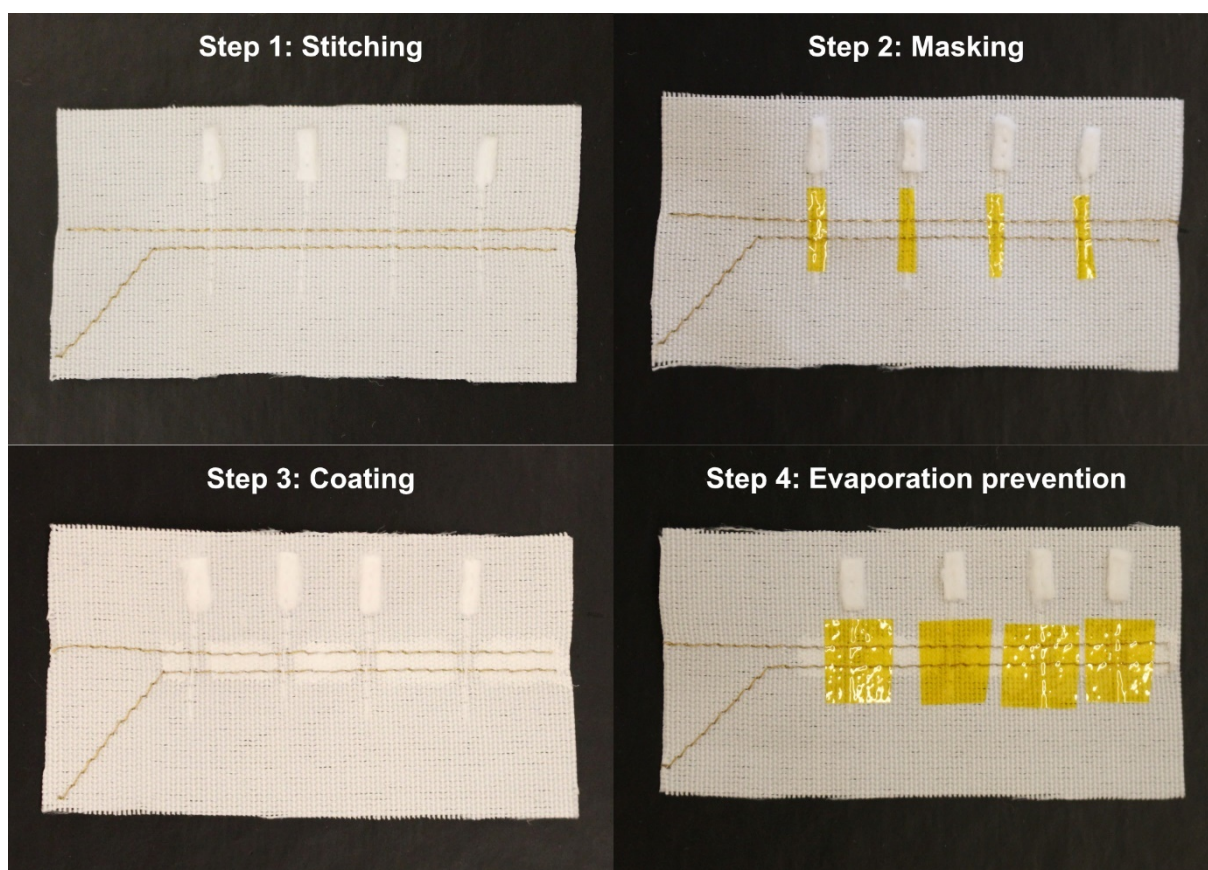 Step 1: Stitching
Step 2: Masking
Step 3: Coating
Step 4: Evaporation prevention